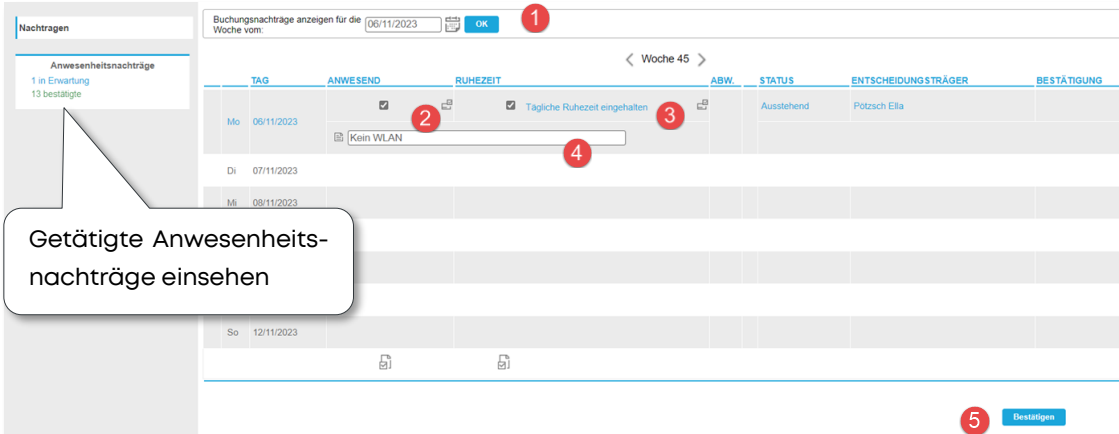 Nachtragen
Anwesenheitsnachträge
1 in Erwartung
13 bestätigte
Buchungsnachträge anzeigen für die
Woche vom:
06/11/2023
OK
1
Woche 45
TAG ANWESEND RUHEZEIT ABW. STATUS ENTSCHEIDUNGSTRÄGER BESTÄTIGUNG
Mo 06/11/2023 2 Tägliche Ruhezeit eingehalten 3 Ausstehend Pötzsch Ella
Kein WLAN
4
Di 07/11/2023
Mi 08/11/2023
So 12/11/2023
Getätigte Anwesenheits-
nachträge einsehen
5 Bestätigen